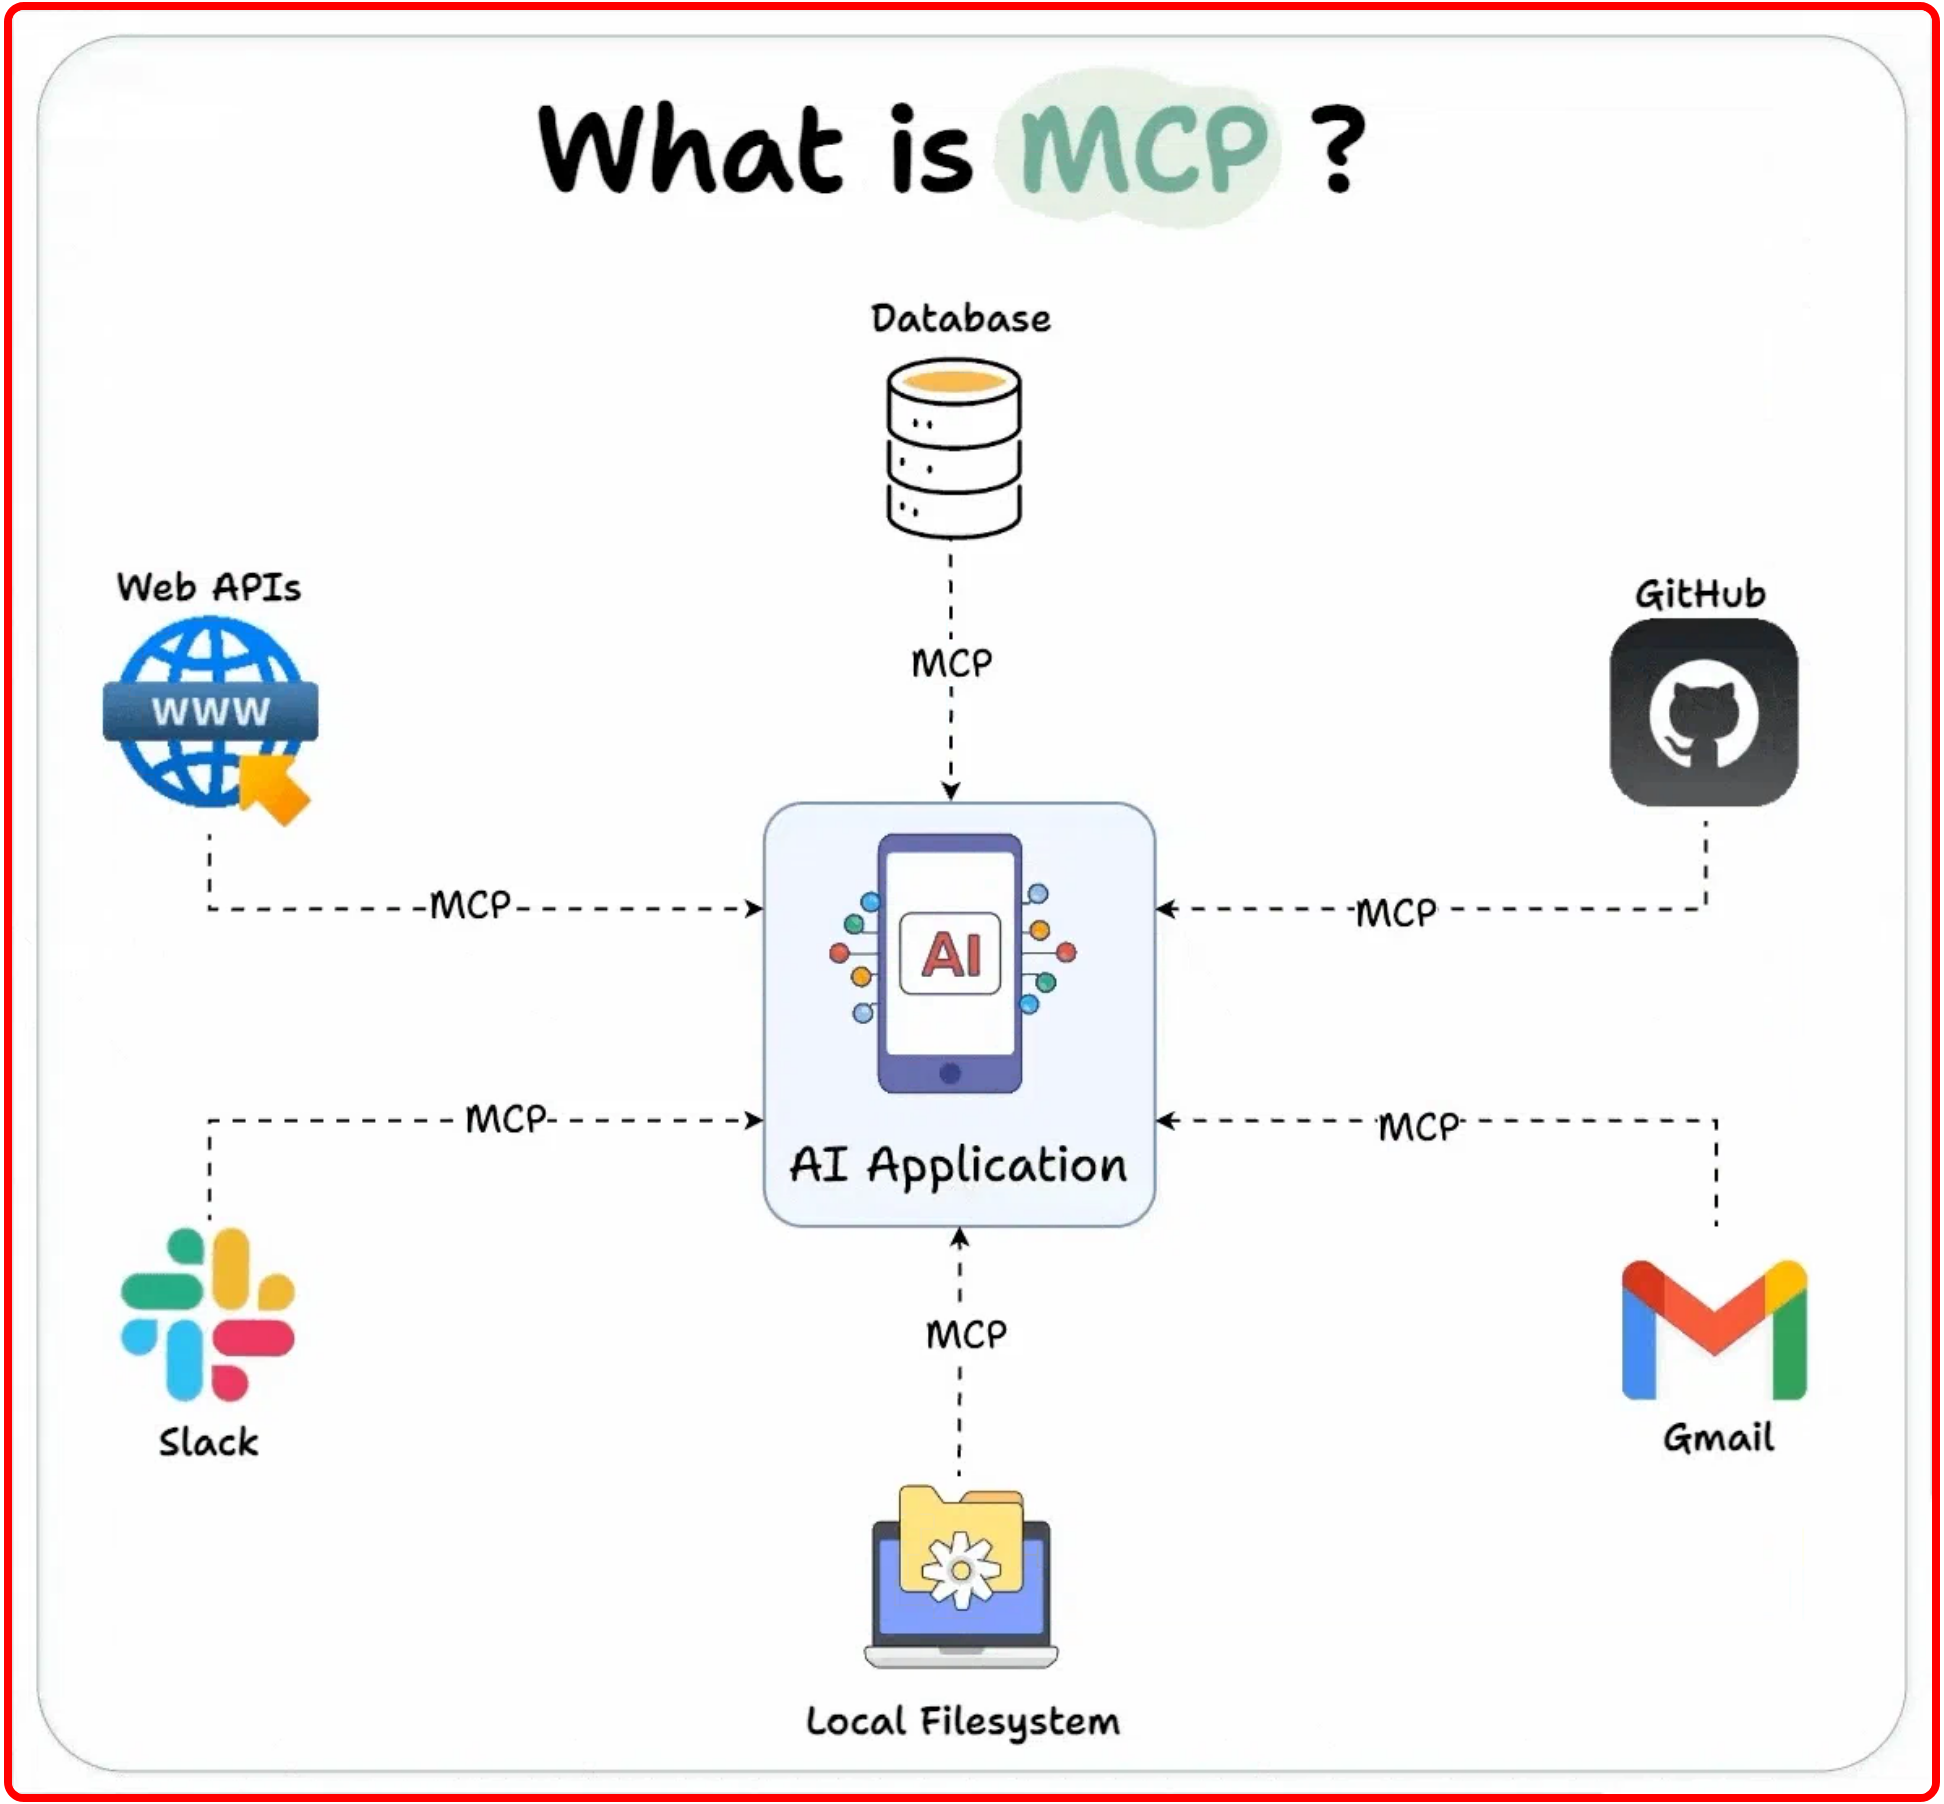 What is MCP ?
Database
Web APIs
GitHub
WWW
MCP
MCP
MCP
AI
MCP
MCP
AI Application
MCP
Slack
Gmail
Local Filesystem